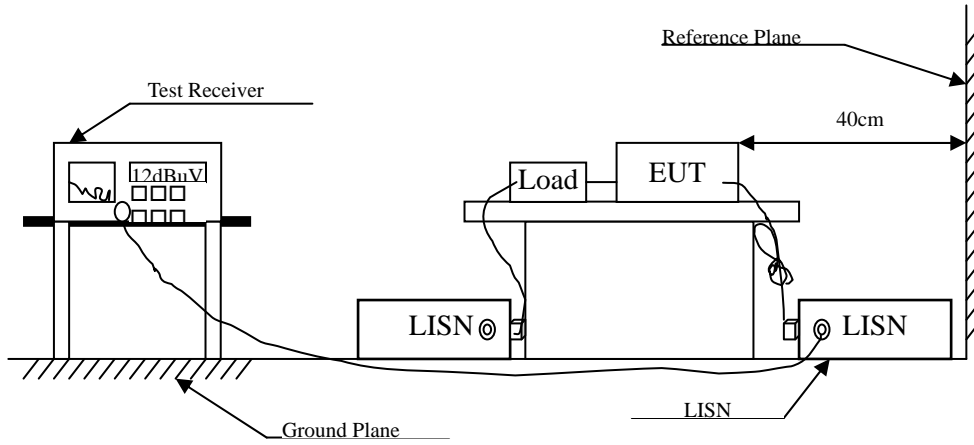 Reference Plane
Test Receiver
40cm
12dBuV
Load
EUT
LISN
LISN
LISN
Ground Plane